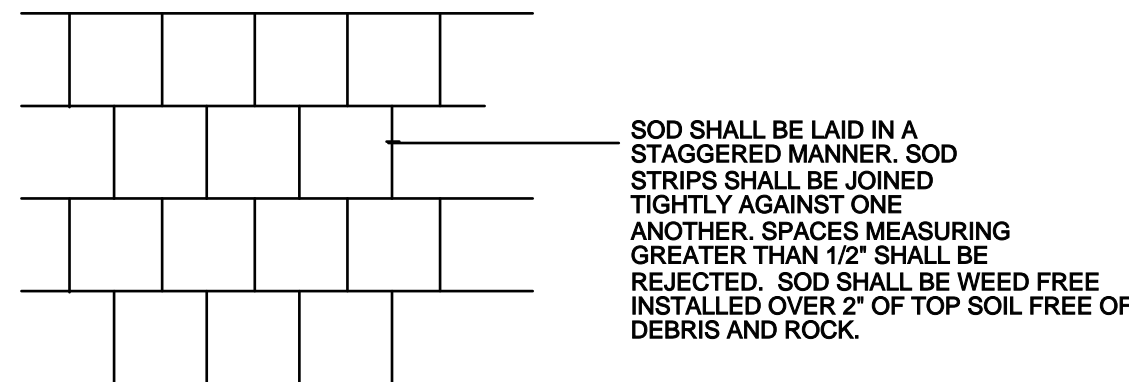 SOD SHALL BE LAID IN A
STAGGERED MANNER. SOD
STRIPS SHALL BE JOINED
TIGHTLY AGAINST ONE
ANOTHER. SPACES MEASURING
GREATER THAN 1/2" SHALL BE
REJECTED.  SOD SHALL BE WEED FREE
INSTALLED OVER 2" OF TOP SOIL FREE OF
DEBRIS AND ROCK.